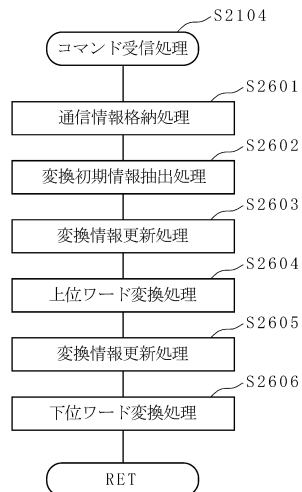 S2104
コマンド受信処理
S2601
通信情報格納処理
S2602
変換初期情報抽出処理
S2603
変換情報更新処理
S2604
上位ワード変換処理
S2605
変換情報更新処理
S2606
下位ワード変換処理
RET